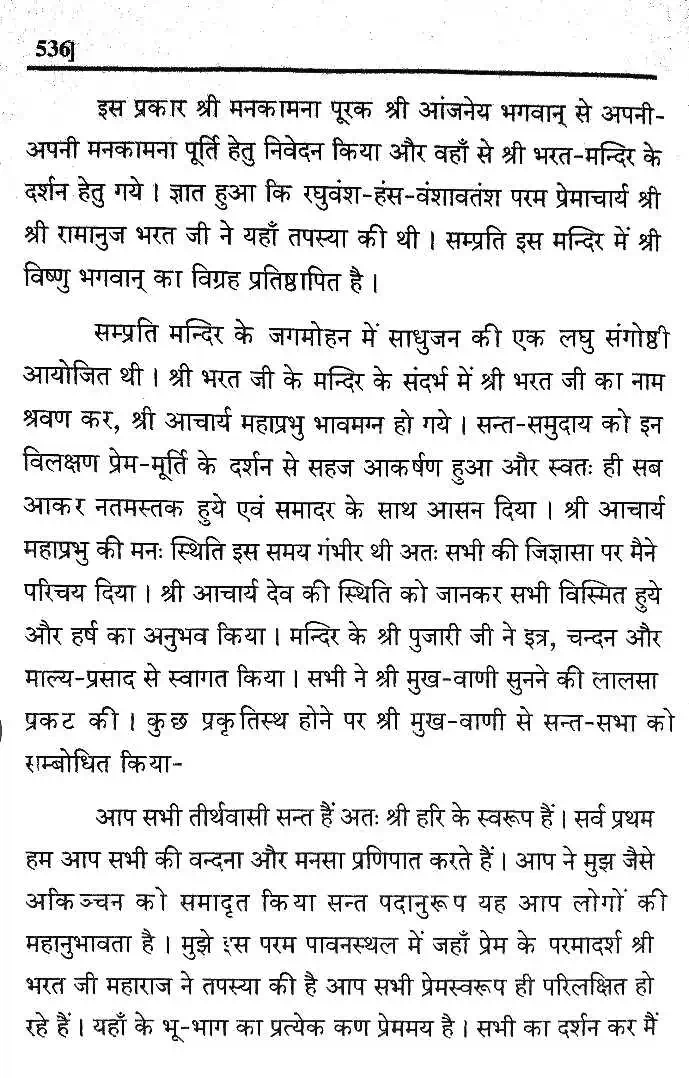 536]
इस प्रकार श्री मनकामना पूरक श्री आंजनेय भगवान् से अपनी-
अपनी मनकामना पूर्ति हेतु निवेदन किया और वहाँ से श्री भरत-मन्दिर के
दर्शन हेतु गये । ज्ञात हुआ कि रघुवंश-हंस-वंशावतंश परम प्रेमाचार्य श्री
श्री रामानुज भरत जी ने यहाँ तपस्या की थी । सम्प्रति इस मन्दिर में श्री
विष्णु भगवान् का विग्रह प्रतिष्ठापित है ।
सम्प्रति मन्दिर के जगमोहन में साधुजन की एक लघु संगोष्ठी
आयोजित थी । श्री भरत जी के मन्दिर के संदर्भ में श्री भरत जी का नाम
श्रवण कर, श्री आचार्य महाप्रभु भावमग्न हो गये । सन्त-समुदाय को इन
विलक्षण प्रेम-मूर्ति के दर्शन से सहज आकर्षण हुआ और स्वतः ही सब
आकर नतमस्तक हुये एवं समादर के साथ आसन दिया । श्री आचार्य
महाप्रभु की मनः स्थिति इस समय गंभीर थी अतः सभी की जिज्ञासा पर मैने
परिचय दिया । श्री आचार्य देव की स्थिति को जानकर सभी विस्मित हुये
और हर्ष का अनुभव किया । मन्दिर के श्री पुजारी जी ने इत्र, चन्दन और
माल्य-प्रसाद से स्वागत किया । सभी ने श्री मुख-वाणी सुनने की लालसा
प्रकट की । कुछ प्रकृतिस्थ होने पर श्री मुख-वाणी से सन्त-सभा को
सम्बोधित किया-
आप सभी तीर्थवासी सन्त हैं अतः श्री हरि के स्वरूप हैं । सर्व प्रथम
हम आप सभी की वन्दना और मनसा प्रणिपात करते हैं । आप ने मुझ जैसे
अकिञ्चन को समादृत किया सन्त पदानुरूप यह आप लोगों की
महानुभावता है । मुझे इस परम पावनस्थल में जहाँ प्रेम के परमादर्श श्री
भरत जी महाराज ने तपस्या की है आप सभी प्रेमस्वरूप ही परिलक्षित हो
रहे हैं । यहाँ के भू-भाग का प्रत्येक कण प्रेममय है । सभी का दर्शन कर मैं